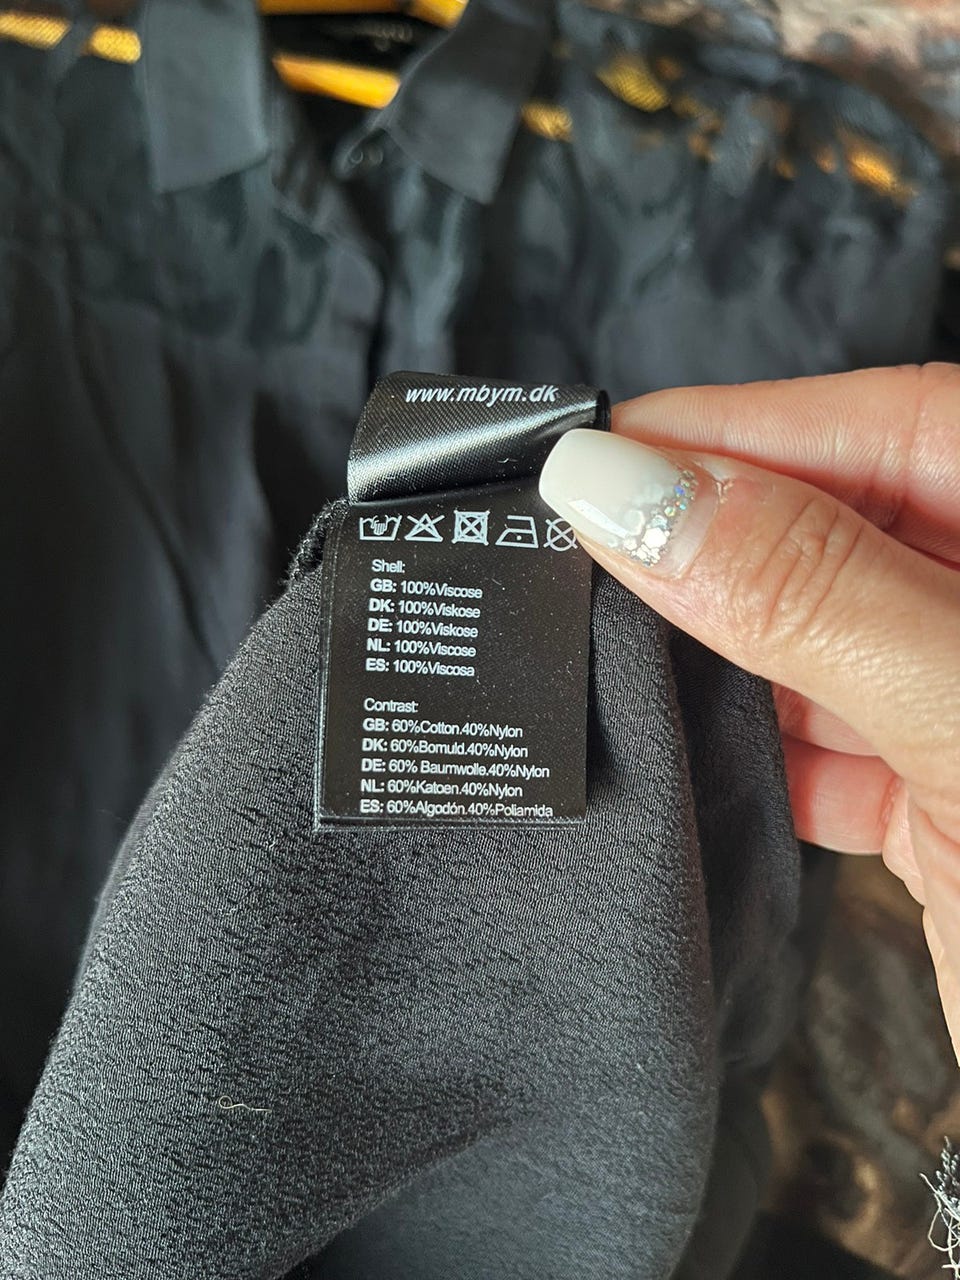 www.mbym.dk
Shell:
GB: 100%Viscose
DK: 100%Viskose
DE: 100%Viskose
NL: 100%Viscose
ES: 100%Viscosa
Contrast:
GB: 60%Cotton.40%Nylon
DK: 60%Bomuld.40%Nylon
DE: 60% Baumwolle.40%Nylon
NL: 60%Katoen.40%Nylon
ES: 60%Algodón.40%Poliamida